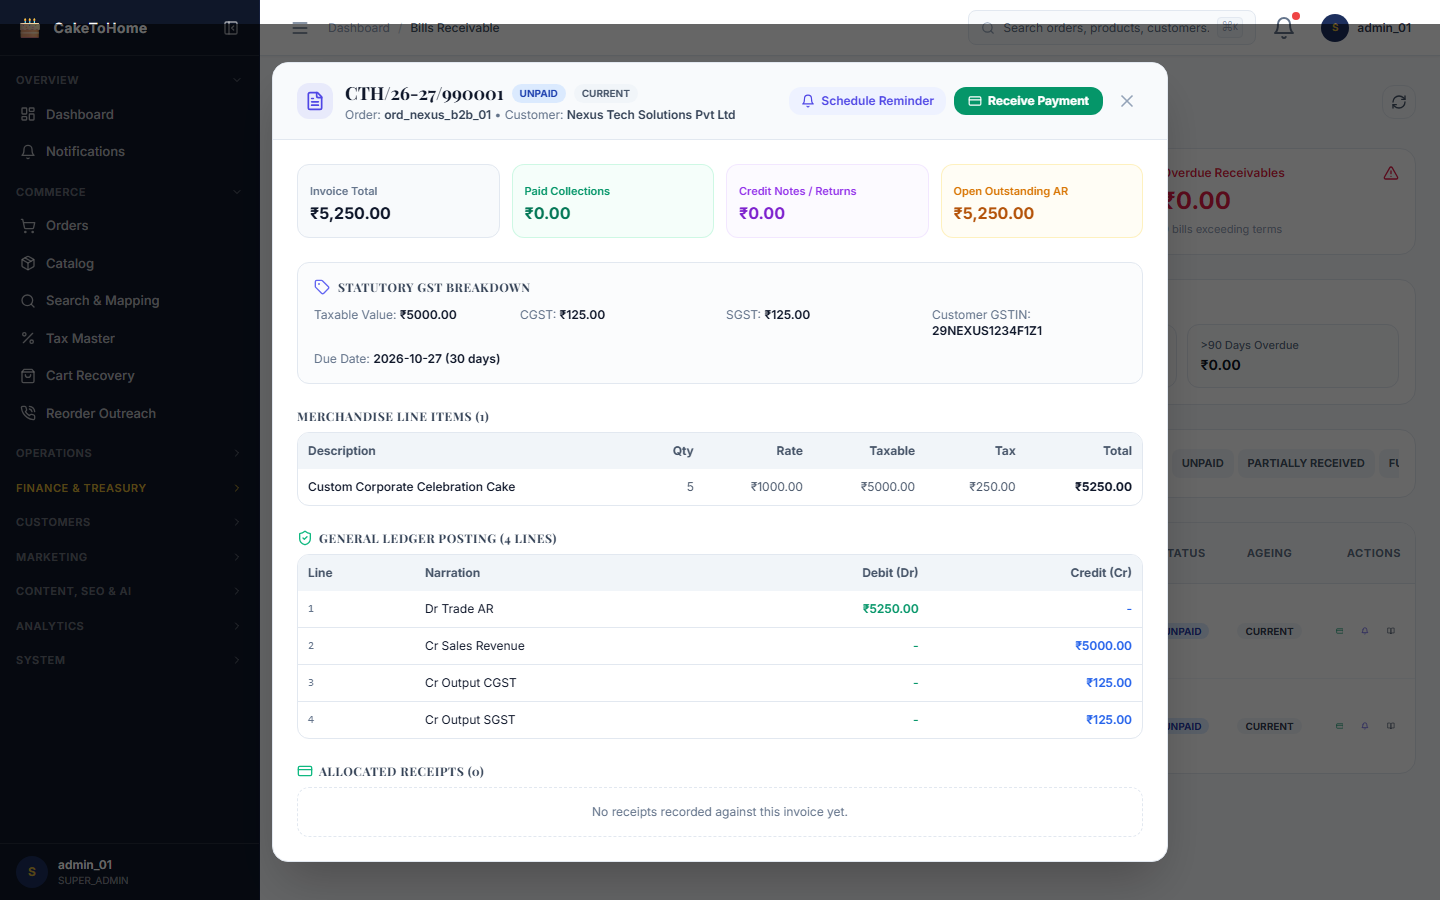 CakeToHome
Dashboard / Bills Receivable
Search orders, products, customers. ⌘K
S admin_01
OVERVIEW
Dashboard
Notifications
COMMERCE
Orders
Catalog
Search & Mapping
Tax Master
Cart Recovery
Reorder Outreach
OPERATIONS
FINANCE & TREASURY
CUSTOMERS
MARKETING
CONTENT, SEO & AI
ANALYTICS
SYSTEM
S
admin_01
SUPER_ADMIN
CTH/26-27/990001 UNPAID CURRENT
Order: ord_nexus_b2b_01 • Customer: Nexus Tech Solutions Pvt Ltd
Schedule Reminder
Receive Payment
Invoice Total
₹5,250.00
Paid Collections
₹0.00
Credit Notes / Returns
₹0.00
Open Outstanding AR
₹5,250.00
STATUTORY GST BREAKDOWN
Taxable Value: ₹5000.00 CGST: ₹125.00 SGST: ₹125.00 Customer GSTIN:
29NEXUS1234F1Z1
Due Date: 2026-10-27 (30 days)
MERCHANDISE LINE ITEMS (1)
Description Qty Rate Taxable Tax Total
Custom Corporate Celebration Cake 5 ₹1000.00 ₹5000.00 ₹250.00 ₹5250.00
GENERAL LEDGER POSTING (4 LINES)
Line Narration Debit (Dr) Credit (Cr)
1 Dr Trade AR ₹5250.00 -
2 Cr Sales Revenue - ₹5000.00
3 Cr Output CGST - ₹125.00
4 Cr Output SGST - ₹125.00
ALLOCATED RECEIPTS (0)
No receipts recorded against this invoice yet.
Overdue Receivables
₹0.00
bills exceeding terms
>90 Days Overdue
₹0.00
UNPAID PARTIALLY RECEIVED FU
TATUS AGEING ACTIONS
UNPAID CURRENT
UNPAID CURRENT